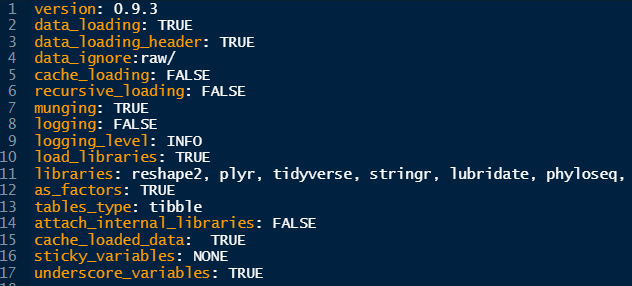 1 version: 0.9.3
2 data_loading: TRUE
3 data_loading_header: TRUE
4 data_ignore:raw/
5 cache_loading: FALSE
6 recursive_loading: FALSE
7 munging: TRUE
8 logging: FALSE
9 logging_level: INFO
10 load_libraries: TRUE
11 libraries: reshape2, plyr, tidyverse, stringr, lubridate, phyloseq,
12 as_factors: TRUE
13 tables_type: tibble
14 attach_internal_libraries: FALSE
15 cache_loaded_data:  TRUE
16 sticky_variables: NONE
17 underscore_variables: TRUE